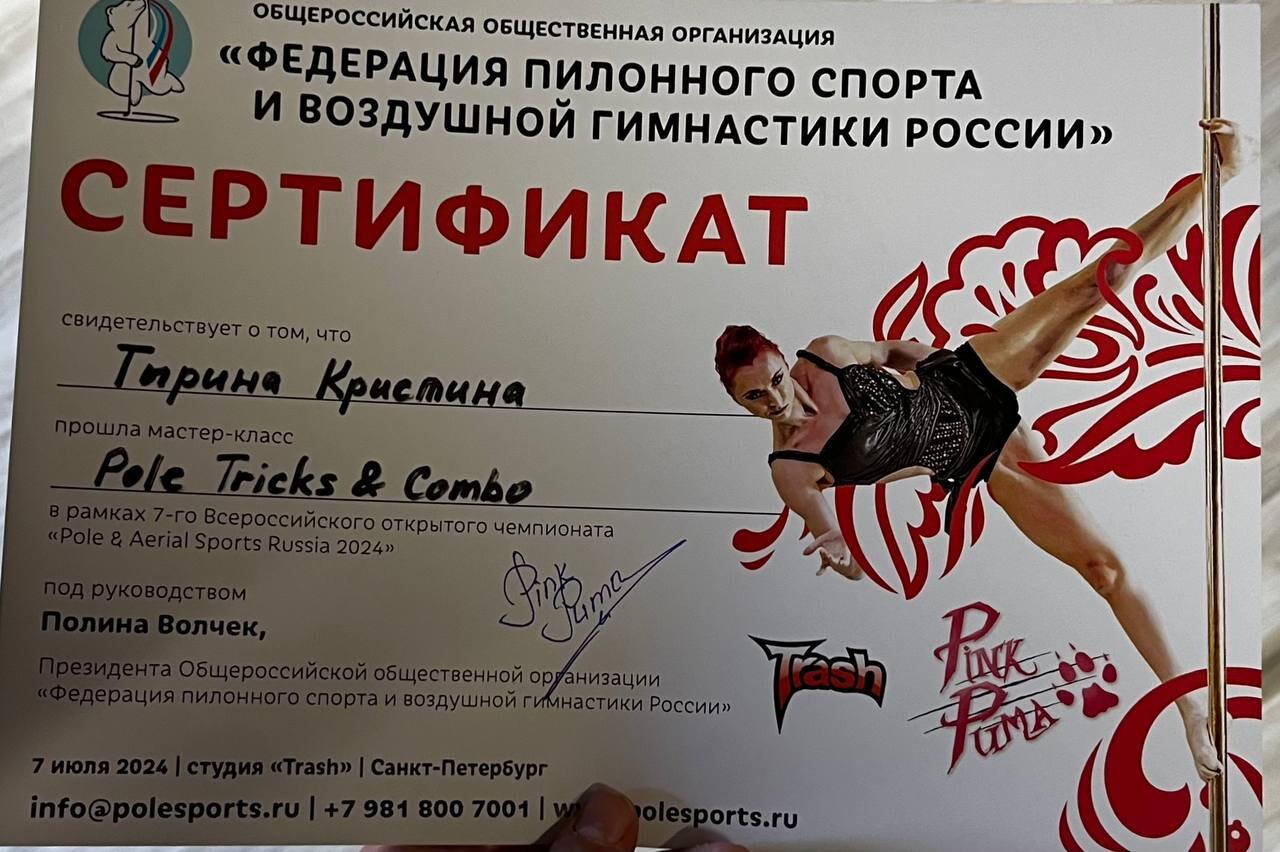 ОБЩЕРОССИЙСКАЯ ОБЩЕСТВЕННАЯ ОРГАНИЗАЦИЯ
«ФЕДЕРАЦИЯ ПИЛОННОГО СПОРТА
И ВОЗДУШНОЙ ГИМНАСТИКИ РОССИИ»
СЕРТИФИКАТ
свидетельствует о том, что
Тырина Кристина
прошла мастер-класс
Pole Tricks & Combo
в рамках 7-го Всероссийского открытого чемпионата
«Pole & Aerial Sports Russia 2024»
под руководством
Полина Волчек,
Pink
Puma
Президента Общероссийской общественной организации
«Федерация пилонного спорта и воздушной гимнастики России»
Trash
Pink
Puma
7 июля 2024 | студия «Trash» | Санкт-Петербург
info@polesports.ru | +7 981 800 7001 | w polesports.ru